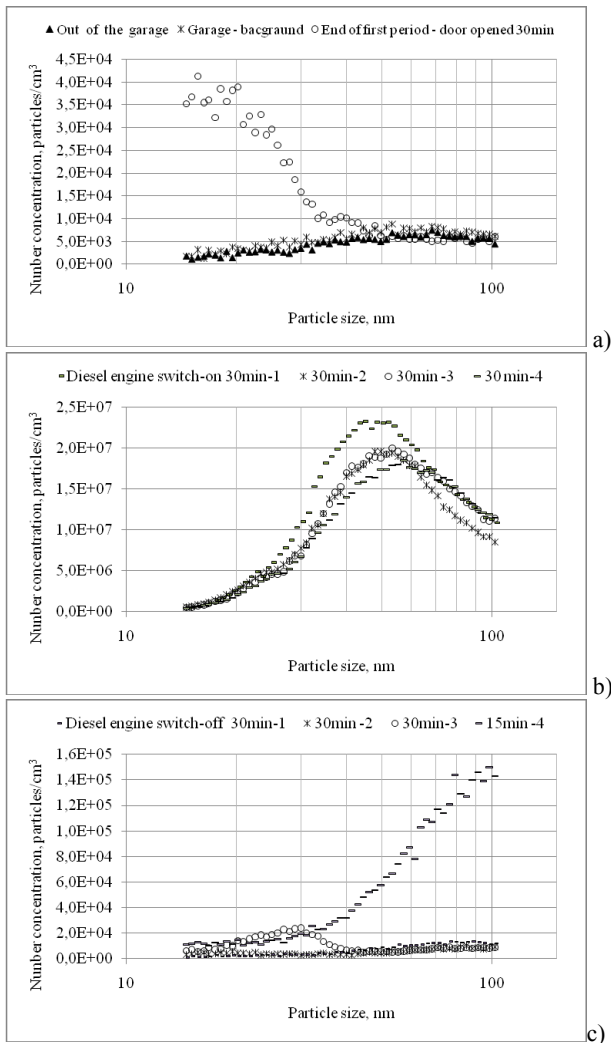 ▲Out of the garage ж Garage - bacgraund ○End of first period - door opened 30min
Nunber concentration, particles/cm³
4,5E+04
4,0E+04
3,5E+04
3,0E+04
2,5E+04
2,0E+04
1,5E+04
1,0E+04
5,0E+03
0,0E+00
10 100
Particle size, nm
a)
Diesel engine switch-on 30min-1 ж 30min-2 ○ 30min -3 30 min-4
Nunber concentration, particles/cm³
2,5E+07
2,0E+07
1,5E+07
1,0E+07
5,0E+06
0,0E+00
10 100
Particle size, nm
b)
- Diesel engine switch-off 30min-1 ж 30min-2 ○ 30min-3 – 15min-4
Nunber concentration, particles/cm³
1,6E+05
1,4E+05
1,2E+05
1,0E+05
8,0E+04
6,0E+04
4,0E+04
2,0E+04
0,0E+00
10 100
Particle size, nm
c)